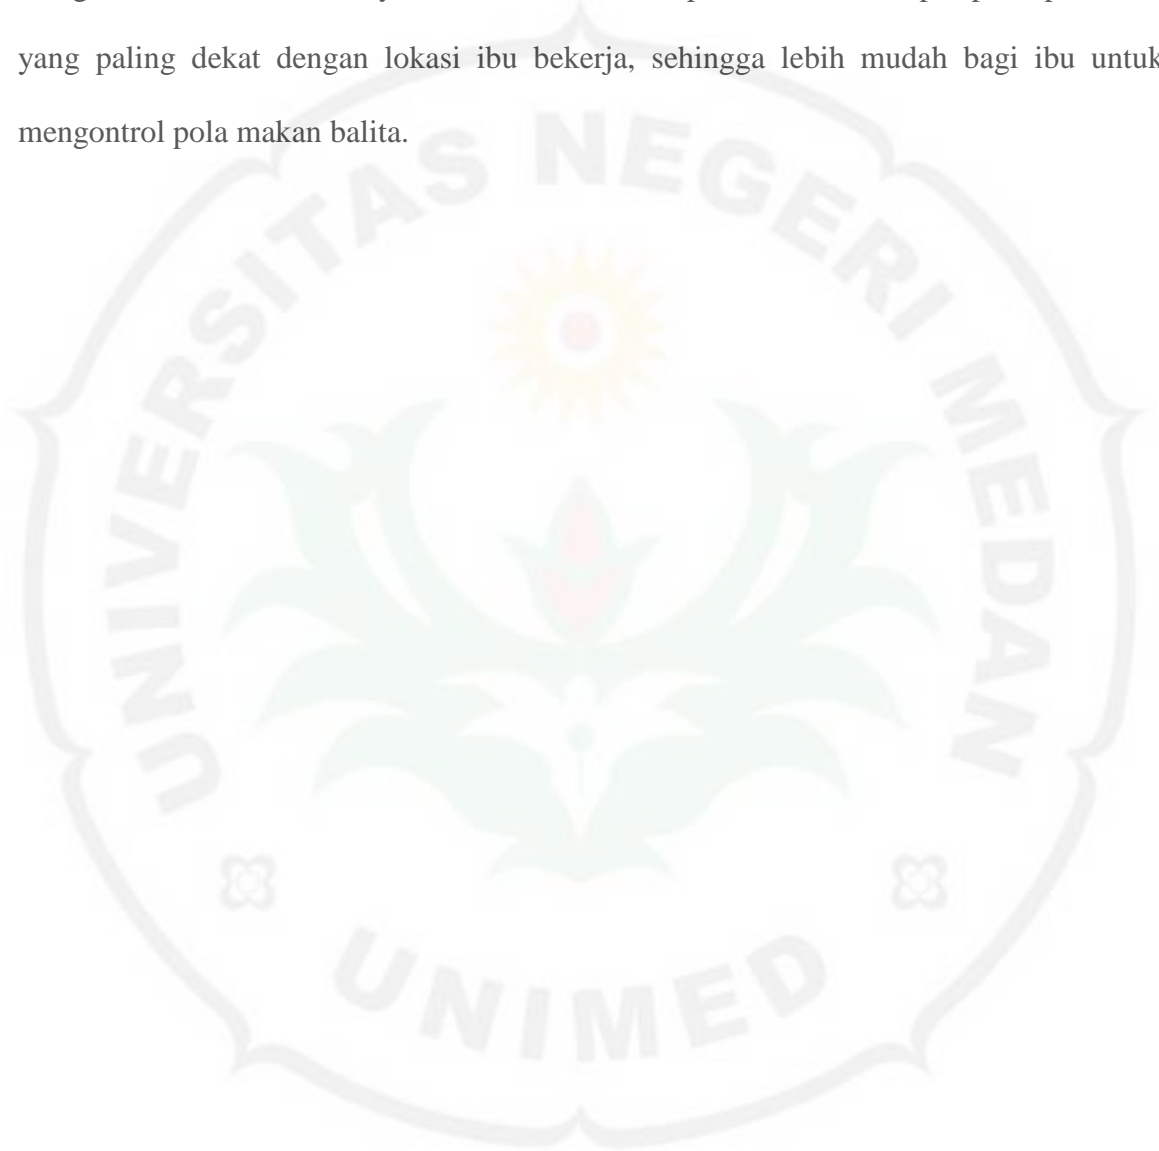 yang paling dekat dengan lokasi ibu bekerja, sehingga lebih mudah bagi ibu untuk
mengontrol pola makan balita.
UNIVERSITAS NEGERI MEDAN
UNIMED